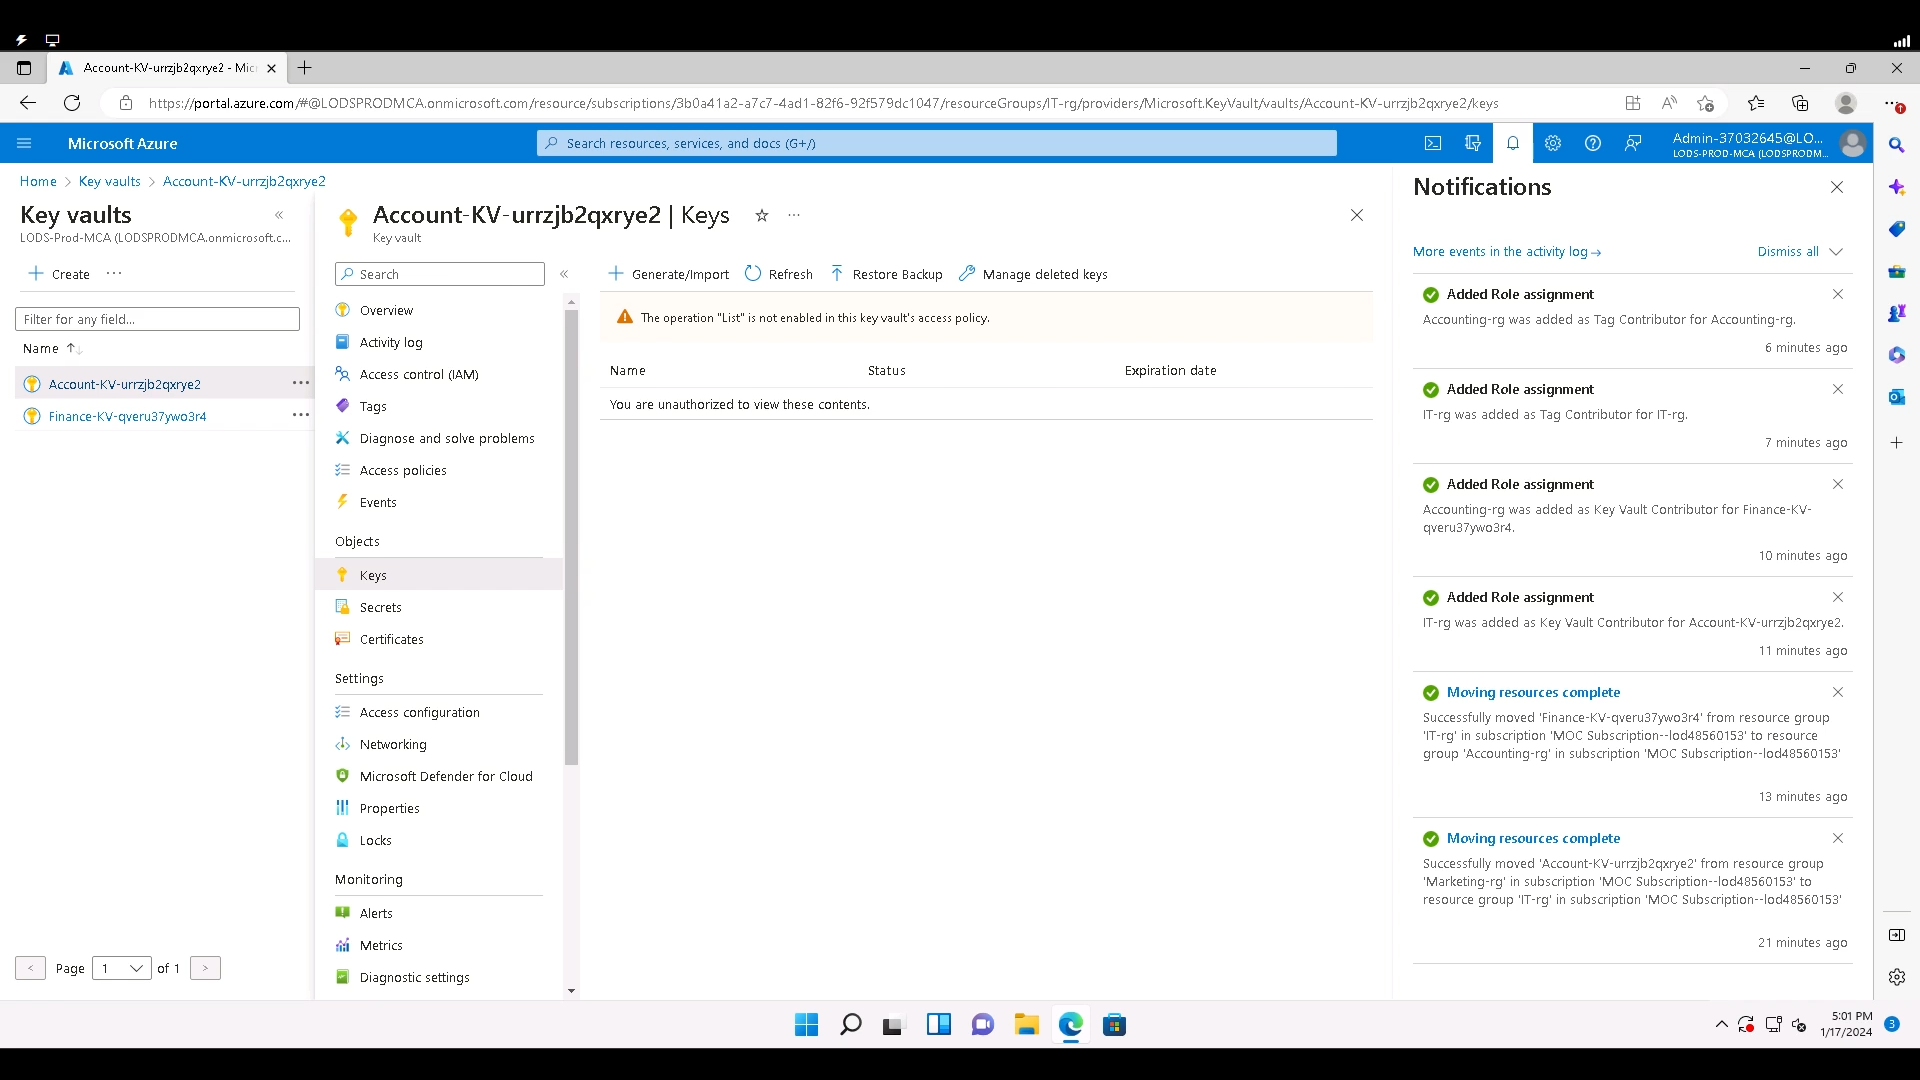 Account-KV-urrzjb2qxrye2 - Mic
https://portal.azure.com/#@LODSPRODMCA.onmicrosoft.com/resource/subscriptions/3b0a41a2-a7c7-4ad1-82f6-92f579dc1047/resourceGroups/IT-rg/providers/Microsoft.KeyVault/vaults/Account-KV-urrzjb2qxrye2/keys
Microsoft Azure
Search resources, services, and docs (G+/)
Admin-37032645@LO...
LODS-PROD-MCA (LODSPRODM...
Home > Key vaults > Account-KV-urrzjb2qxrye2
Key vaults
LODS-Prod-MCA (LODSPRODMCA.onmicrosoft.c...
Create
Filter for any field...
Name
Account-KV-urrzjb2qxrye2
Finance-KV-qveru37ywo3r4
Page 1 of 1
Account-KV-urrzjb2qxrye2 | Keys
Key vault
Search
Overview
Activity log
Access control (IAM)
Tags
Diagnose and solve problems
Access policies
Events
Objects
Keys
Secrets
Certificates
Settings
Access configuration
Networking
Microsoft Defender for Cloud
Properties
Locks
Monitoring
Alerts
Metrics
Diagnostic settings
Generate/Import Refresh Restore Backup Manage deleted keys
The operation "List" is not enabled in this key vault's access policy.
Name Status Expiration date
You are unauthorized to view these contents.
Notifications
More events in the activity log → Dismiss all
Added Role assignment
Accounting-rg was added as Tag Contributor for Accounting-rg.
6 minutes ago
Added Role assignment
IT-rg was added as Tag Contributor for IT-rg.
7 minutes ago
Added Role assignment
Accounting-rg was added as Key Vault Contributor for Finance-KV-
qveru37ywo3r4.
10 minutes ago
Added Role assignment
IT-rg was added as Key Vault Contributor for Account-KV-urrzjb2qxrye2.
11 minutes ago
Moving resources complete
Successfully moved 'Finance-KV-qveru37ywo3r4' from resource group
'IT-rg' in subscription 'MOC Subscription--lod48560153' to resource
group 'Accounting-rg' in subscription 'MOC Subscription--lod48560153'
13 minutes ago
Moving resources complete
Successfully moved 'Account-KV-urrzjb2qxrye2' from resource group
'Marketing-rg' in subscription 'MOC Subscription--lod48560153' to
resource group 'IT-rg' in subscription 'MOC Subscription--lod48560153'
21 minutes ago
5:01 PM
1/17/2024
3